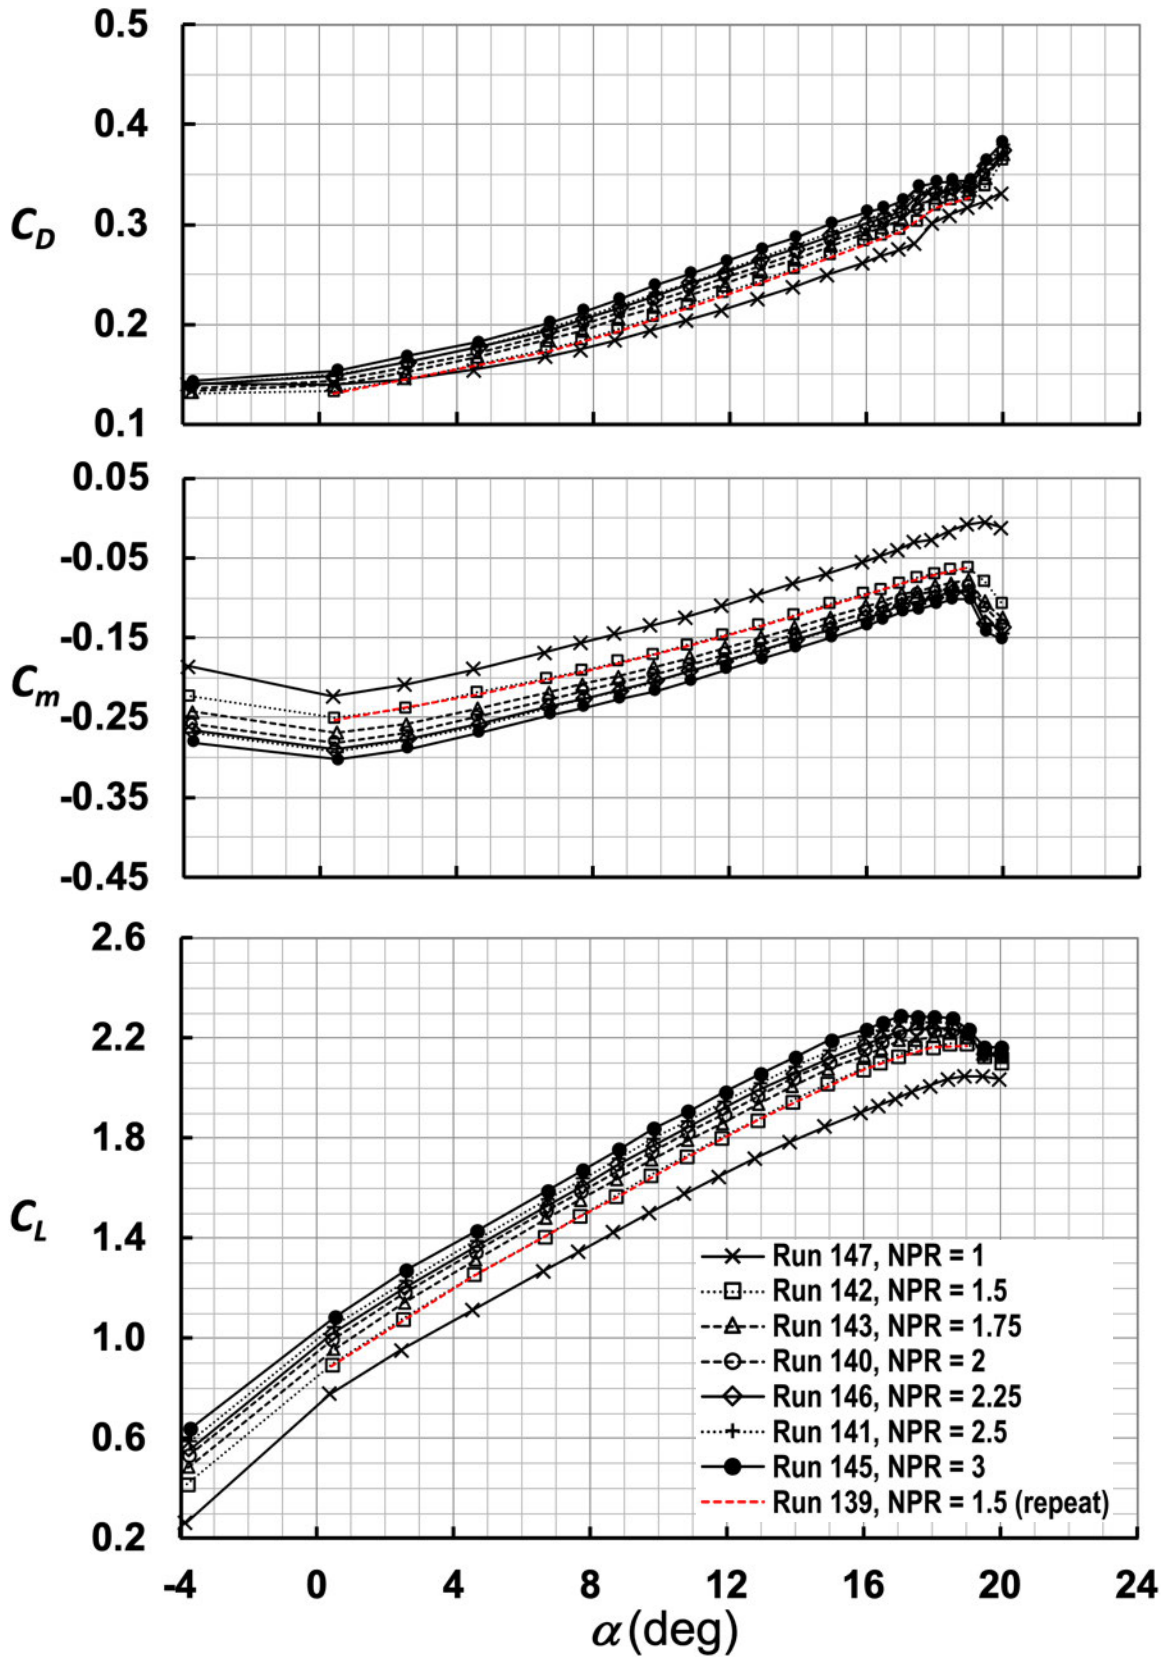 0.5
0.4
0.3
0.2
0.1
C_D
0.05
-0.05
-0.15
-0.25
-0.35
-0.45
C_m
2.6
2.2
1.8
1.4
1.0
0.6
0.2
C_L
Run 147, NPR = 1
Run 142, NPR = 1.5
Run 143, NPR = 1.75
Run 140, NPR = 2
Run 146, NPR = 2.25
Run 141, NPR = 2.5
Run 145, NPR = 3
Run 139, NPR = 1.5 (repeat)
-4 0 4 8 12 16 20 24
α (deg)